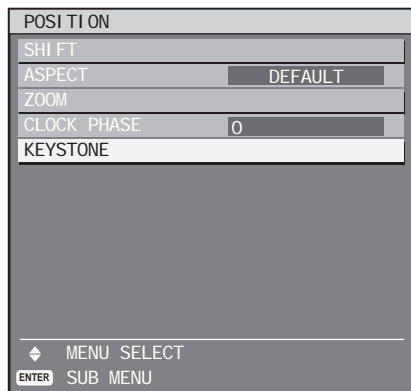 POSITION
SHIFT
ASPECT DEFAULT
ZOOM
CLOCK PHASE 0
KEYSTONE
MENU SELECT
ENTER SUB MENU